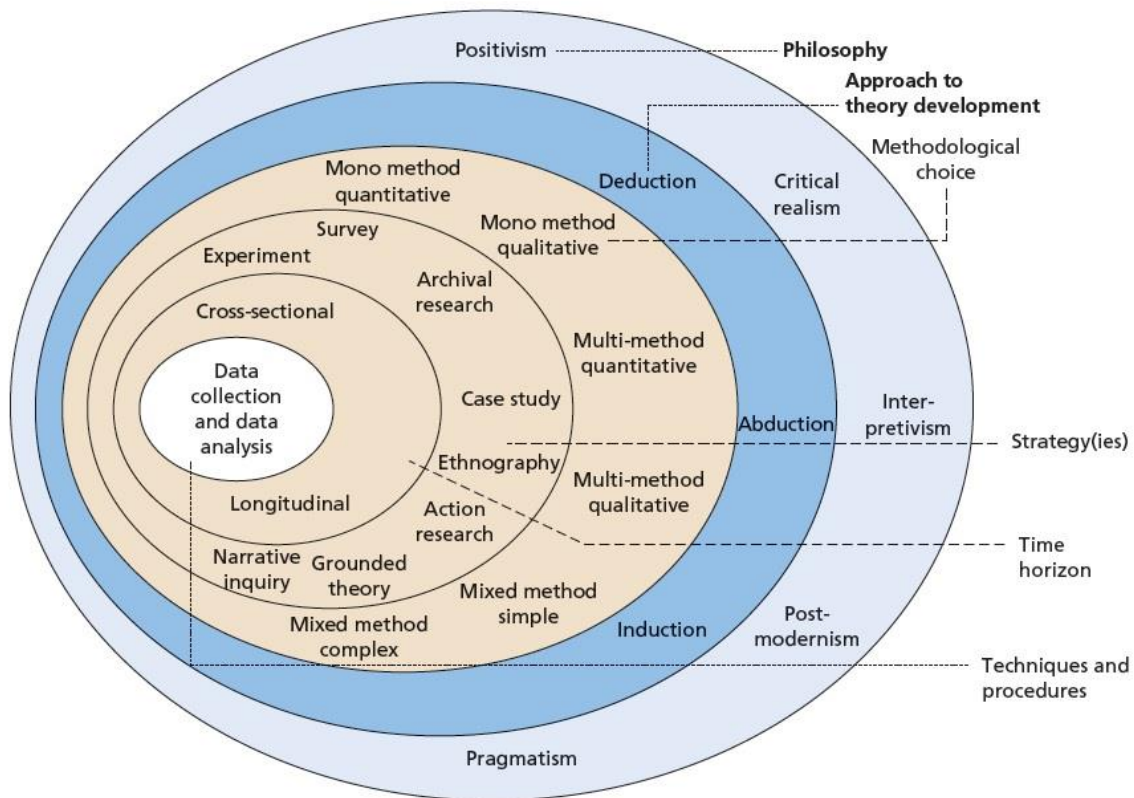 Positivism
Philosophy
Approach to
theory development
Methodological
choice
Mono method
quantitative
Deduction
Critical
realism
Mono method
qualitative
Survey
Experiment
Archival
research
Cross-sectional
Multi-method
quantitative
Data
collection
and data
analysis
Case study
Inter-
pretivism
Abduction
Strategy(ies)
Ethnography
Multi-method
qualitative
Longitudinal
Action
research
Narrative
inquiry
Grounded
theory
Time
horizon
Mixed method
simple
Mixed method
complex
Induction
Post-
modernism
Techniques and
procedures
Pragmatism